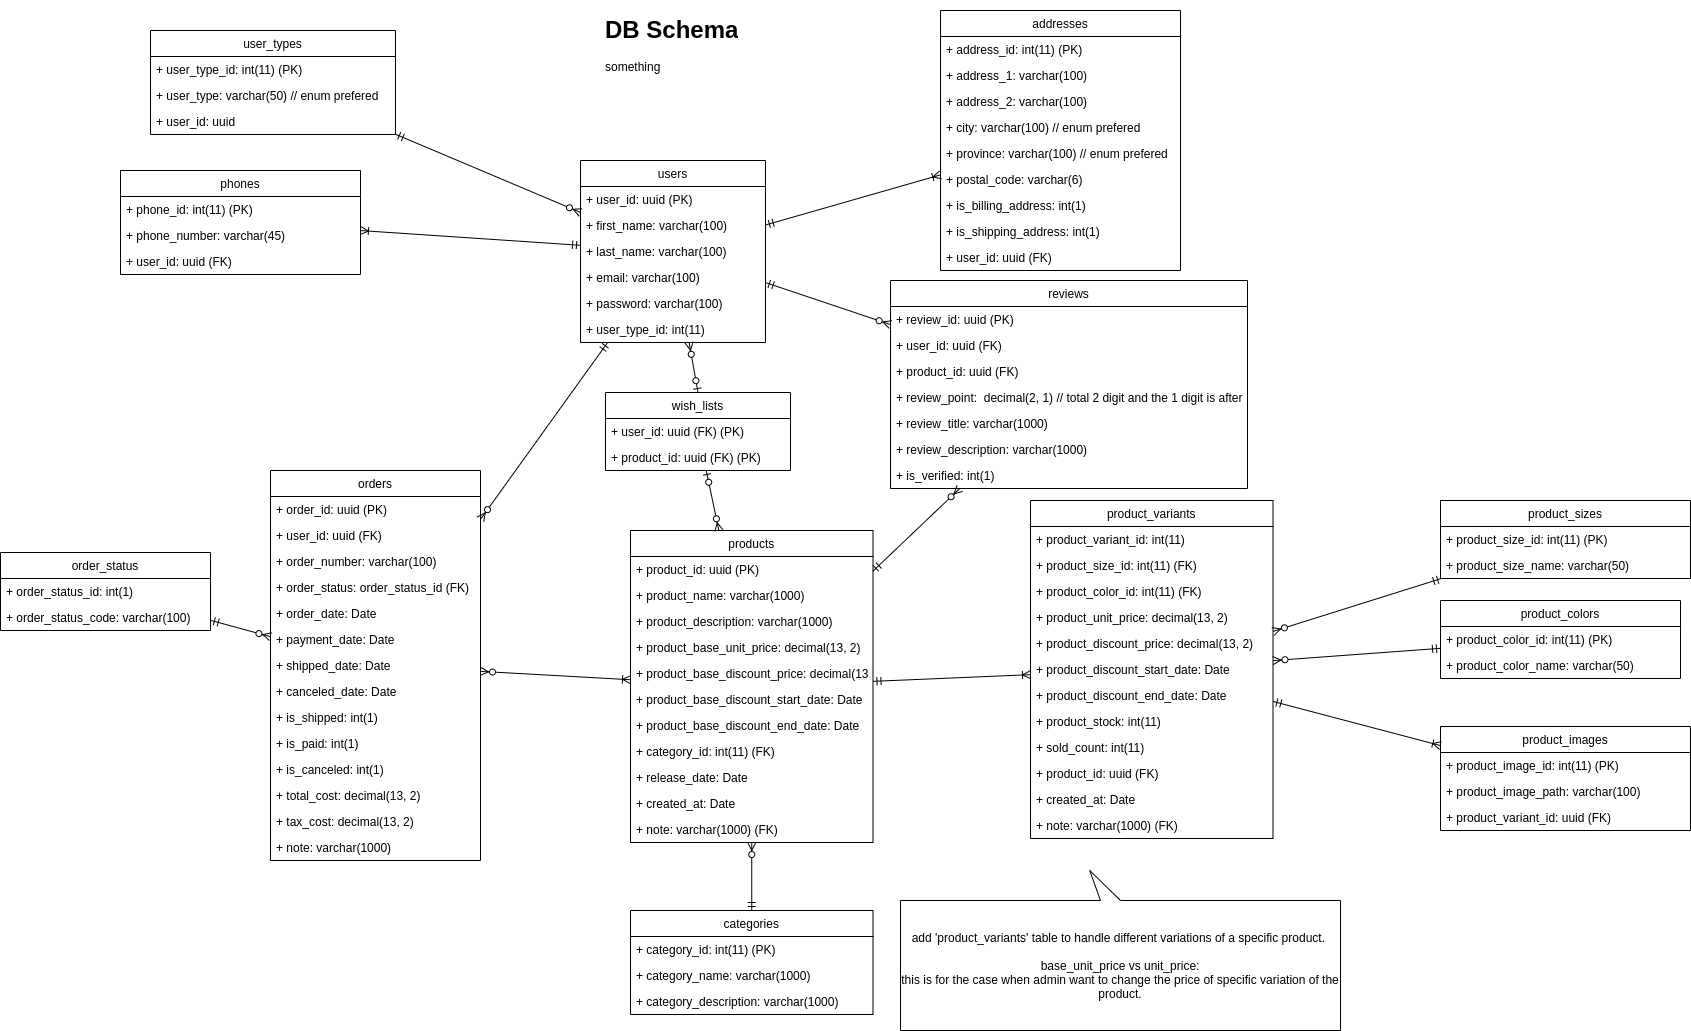 DB Schema
something
user_types
+ user_type_id: int(11) (PK)
+ user_type: varchar(50) // enum prefered
+ user_id: uuid
phones
+ phone_id: int(11) (PK)
+ phone_number: varchar(45)
+ user_id: uuid (FK)
users
+ user_id: uuid (PK)
+ first_name: varchar(100)
+ last_name: varchar(100)
+ email: varchar(100)
+ password: varchar(100)
+ user_type_id: int(11)
addresses
+ address_id: int(11) (PK)
+ address_1: varchar(100)
+ address_2: varchar(100)
+ city: varchar(100) // enum prefered
+ province: varchar(100) // enum prefered
+ postal_code: varchar(6)
+ is_billing_address: int(1)
+ is_shipping_address: int(1)
+ user_id: uuid (FK)
reviews
+ review_id: uuid (PK)
+ user_id: uuid (FK)
+ product_id: uuid (FK)
+ review_point:  decimal(2, 1) // total 2 digit and the 1 digit is after
+ review_title: varchar(1000)
+ review_description: varchar(1000)
+ is_verified: int(1)
wish_lists
+ user_id: uuid (FK) (PK)
+ product_id: uuid (FK) (PK)
orders
+ order_id: uuid (PK)
+ user_id: uuid (FK)
+ order_number: varchar(100)
+ order_status: order_status_id (FK)
+ order_date: Date
+ payment_date: Date
+ shipped_date: Date
+ canceled_date: Date
+ is_shipped: int(1)
+ is_paid: int(1)
+ is_canceled: int(1)
+ total_cost: decimal(13, 2)
+ tax_cost: decimal(13, 2)
+ note: varchar(1000)
order_status
+ order_status_id: int(1)
+ order_status_code: varchar(100)
products
+ product_id: uuid (PK)
+ product_name: varchar(1000)
+ product_description: varchar(1000)
+ product_base_unit_price: decimal(13, 2)
+ product_base_discount_price: decimal(13
+ product_base_discount_start_date: Date
+ product_base_discount_end_date: Date
+ category_id: int(11) (FK)
+ release_date: Date
+ created_at: Date
+ note: varchar(1000) (FK)
product_variants
+ product_variant_id: int(11)
+ product_size_id: int(11) (FK)
+ product_color_id: int(11) (FK)
+ product_unit_price: decimal(13, 2)
+ product_discount_price: decimal(13, 2)
+ product_discount_start_date: Date
+ product_discount_end_date: Date
+ product_stock: int(11)
+ sold_count: int(11)
+ product_id: uuid (FK)
+ created_at: Date
+ note: varchar(1000) (FK)
product_sizes
+ product_size_id: int(11) (PK)
+ product_size_name: varchar(50)
product_colors
+ product_color_id: int(11) (PK)
+ product_color_name: varchar(50)
product_images
+ product_image_id: int(11) (PK)
+ product_image_path: varchar(100)
+ product_variant_id: uuid (FK)
categories
+ category_id: int(11) (PK)
+ category_name: varchar(1000)
+ category_description: varchar(1000)
add 'product_variants' table to handle different variations of a specific product.
base_unit_price vs unit_price:
this is for the case when admin want to change the price of specific variation of the
product.